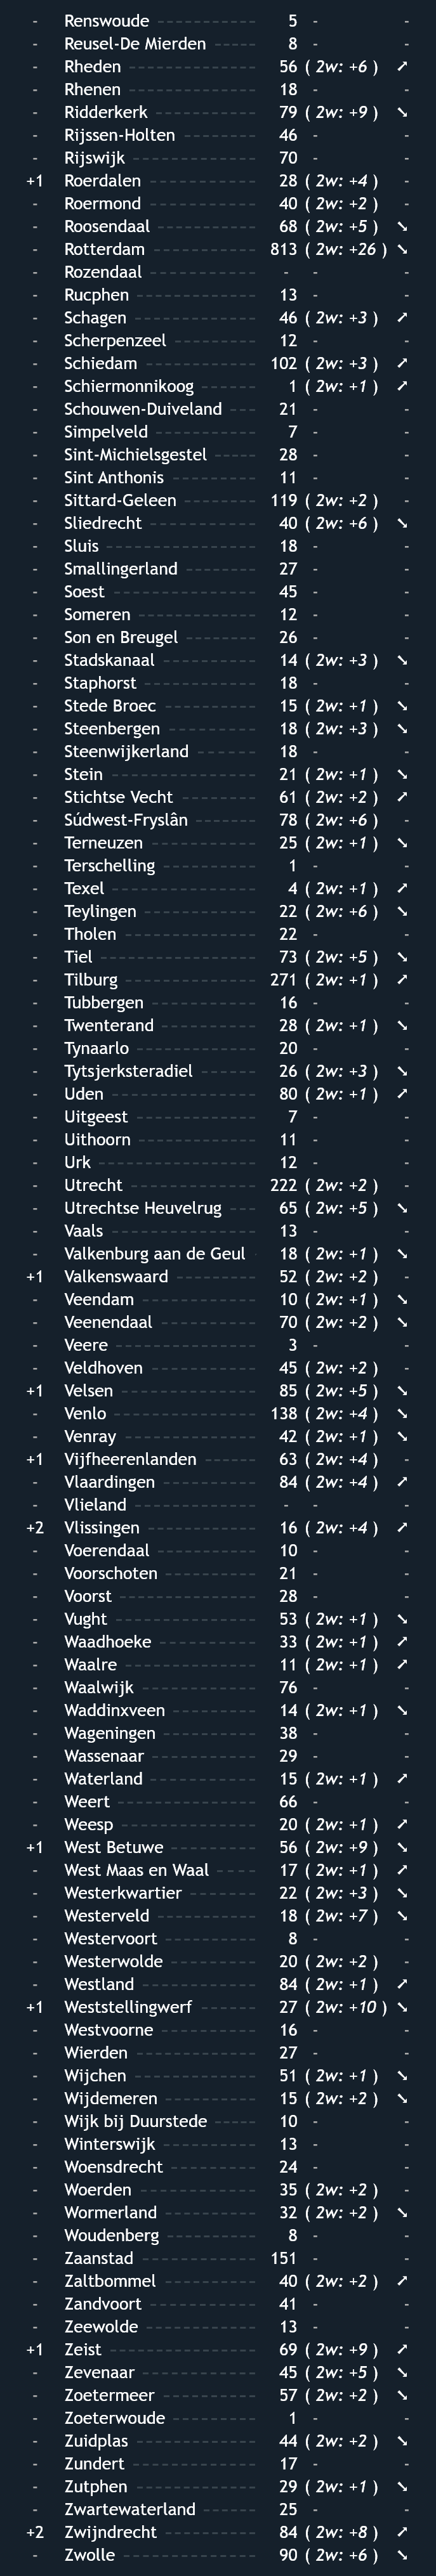 - Renswoude 5 - -
- Reusel-De Mierden 8 - -
- Rheden 56 ( 2w: +6 ) ➚
- Rhenen 18 - -
- Ridderkerk 79 ( 2w: +9 ) ➘
- Rijssen-Holten 46 - -
- Rijswijk 70 - -
+1 Roerdalen 28 ( 2w: +4 ) -
- Roermond 40 ( 2w: +2 ) -
- Roosendaal 68 ( 2w: +5 ) ➘
- Rotterdam 813 ( 2w: +26 ) ➘
- Rozendaal - - -
- Rucphen 13 - -
- Schagen 46 ( 2w: +3 ) ➚
- Scherpenzeel 12 - -
- Schiedam 102 ( 2w: +3 ) ➚
- Schiermonnikoog 1 ( 2w: +1 ) ➚
- Schouwen-Duiveland 21 - -
- Simpelveld 7 - -
- Sint-Michielsgestel 28 - -
- Sint Anthonis 11 - -
- Sittard-Geleen 119 ( 2w: +2 ) -
- Sliedrecht 40 ( 2w: +6 ) ➘
- Sluis 18 - -
- Smallingerland 27 - -
- Soest 45 - -
- Someren 12 - -
- Son en Breugel 26 - -
- Stadskanaal 14 ( 2w: +3 ) ➘
- Staphorst 18 - -
- Stede Broec 15 ( 2w: +1 ) ➘
- Steenbergen 18 ( 2w: +3 ) ➘
- Steenwijkerland 18 - -
- Stein 21 ( 2w: +1 ) ➘
- Stichtse Vecht 61 ( 2w: +2 ) ➚
- Súdwest-Fryslân 78 ( 2w: +6 ) -
- Terneuzen 25 ( 2w: +1 ) ➘
- Terschelling 1 - -
- Texel 4 ( 2w: +1 ) ➚
- Teylingen 22 ( 2w: +6 ) ➘
- Tholen 22 - -
- Tiel 73 ( 2w: +5 ) ➘
- Tilburg 271 ( 2w: +1 ) ➚
- Tubbergen 16 - -
- Twenterand 28 ( 2w: +1 ) ➘
- Tynaarlo 20 - -
- Tytsjerksteradiel 26 ( 2w: +3 ) ➘
- Uden 80 ( 2w: +1 ) ➚
- Uitgeest 7 - -
- Uithoorn 11 - -
- Urk 12 - -
- Utrecht 222 ( 2w: +2 ) -
- Utrechtse Heuvelrug 65 ( 2w: +5 ) ➘
- Vaals 13 - -
- Valkenburg aan de Geul 18 ( 2w: +1 ) ➘
+1 Valkenswaard 52 ( 2w: +2 ) -
- Veendam 10 ( 2w: +1 ) ➘
- Veenendaal 70 ( 2w: +2 ) ➘
- Veere 3 - -
- Veldhoven 45 ( 2w: +2 ) -
+1 Velsen 85 ( 2w: +5 ) ➘
- Venlo 138 ( 2w: +4 ) ➘
- Venray 42 ( 2w: +1 ) ➘
+1 Vijfheerenlanden 63 ( 2w: +4 ) -
- Vlaardingen 84 ( 2w: +4 ) ➚
- Vlieland - - -
+2 Vlissingen 16 ( 2w: +4 ) ➚
- Voerendaal 10 - -
- Voorschoten 21 - -
- Voorst 28 - -
- Vught 53 ( 2w: +1 ) ➘
- Waadhoeke 33 ( 2w: +1 ) ➚
- Waalre 11 ( 2w: +1 ) ➚
- Waalwijk 76 - -
- Waddinxveen 14 ( 2w: +1 ) ➘
- Wageningen 38 - -
- Wassenaar 29 - -
- Waterland 15 ( 2w: +1 ) ➚
- Weert 66 - -
- Weesp 20 ( 2w: +1 ) ➚
+1 West Betuwe 56 ( 2w: +9 ) ➘
- West Maas en Waal 17 ( 2w: +1 ) ➚
- Westerkwartier 22 ( 2w: +3 ) ➘
- Westerveld 18 ( 2w: +7 ) ➘
- Westervoort 8 - -
- Westerwolde 20 ( 2w: +2 ) -
- Westland 84 ( 2w: +1 ) ➚
+1 Weststellingwerf 27 ( 2w: +10 ) ➘
- Westvoorne 16 - -
- Wierden 27 - -
- Wijchen 51 ( 2w: +1 ) ➘
- Wijdemeren 15 ( 2w: +2 ) ➘
- Wijk bij Duurstede 10 - -
- Winterswijk 13 - -
- Woensdrecht 24 - -
- Woerden 35 ( 2w: +2 ) -
- Wormerland 32 ( 2w: +2 ) ➘
- Woudenberg 8 - -
- Zaanstad 151 - -
- Zaltbommel 40 ( 2w: +2 ) ➚
- Zandvoort 41 - -
- Zeewolde 13 - -
+1 Zeist 69 ( 2w: +9 ) ➚
- Zevenaar 45 ( 2w: +5 ) ➘
- Zoetermeer 57 ( 2w: +2 ) ➘
- Zoeterwoude 1 - -
- Zuidplas 44 ( 2w: +2 ) ➘
- Zundert 17 - -
- Zutphen 29 ( 2w: +1 ) ➘
- Zwartewaterland 25 - -
+2 Zwijndrecht 84 ( 2w: +8 ) ➚
- Zwolle 90 ( 2w: +6 ) ➘